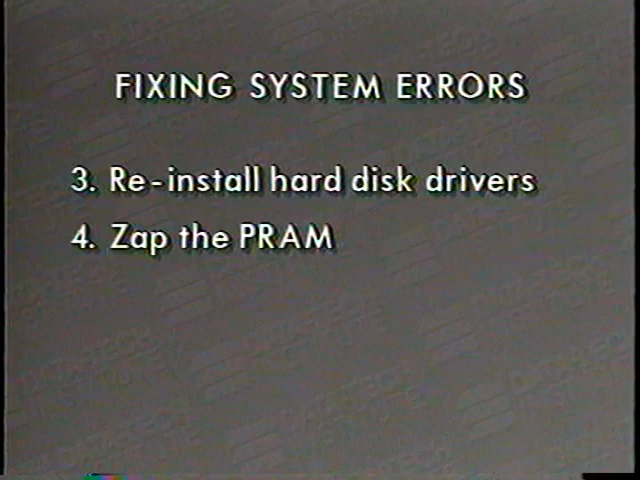 FIXING SYSTEM ERRORS
3. Re-install hard disk drivers
4. Zap the PRAM